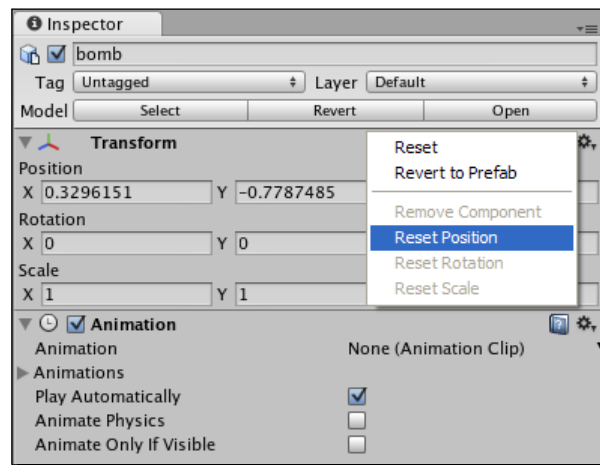 Inspector
bomb
Tag Untagged Layer Default
Model Select Revert Open
Transform
Reset
Revert to Prefab
Remove Component
Reset Position
Reset Rotation
Reset Scale
Position
X 0.3296151 Y -0.7787485
Rotation
X 0 Y 0
Scale
X 1 Y 1
Animation
Animation None (Animation Clip)
Animations
Play Automatically
Animate Physics
Animate Only If Visible